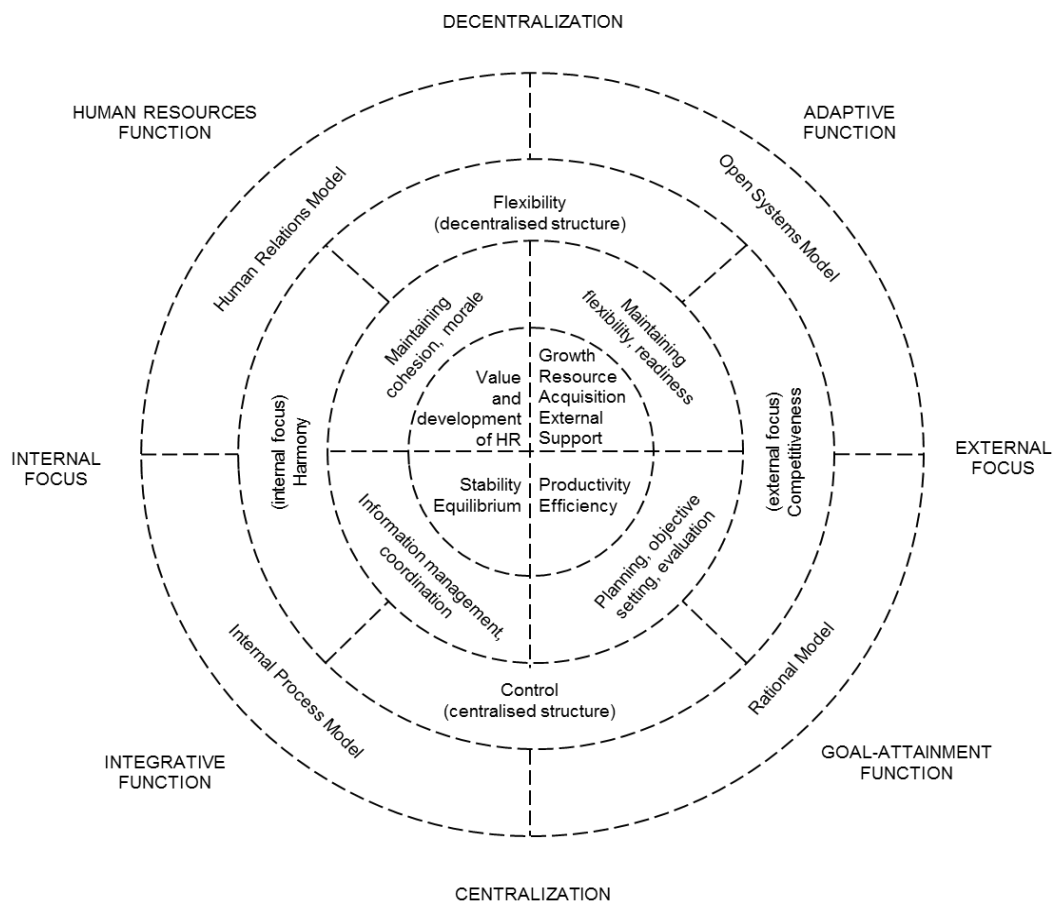 DECENTRALIZATION
HUMAN RESOURCES
FUNCTION
ADAPTIVE
FUNCTION
Human Relations Model
Open Systems Model
Flexibility
(decentralised structure)
Maintaining
cohesion, morale
Maintaining
flexibility, readiness
Value
and
development
of HR
Growth
Resource
Acquisition
External
Support
INTERNAL
FOCUS
(internal focus)
Harmony
(external focus)
Competitiveness
EXTERNAL
FOCUS
Stability
Equilibrium
Productivity
Efficiency
Information management,
coordination
Planning, objective
setting, evaluation
Internal Process Model
Control
(centralised structure)
Rational Model
INTEGRATIVE
FUNCTION
GOAL-ATTAINMENT
FUNCTION
CENTRALIZATION